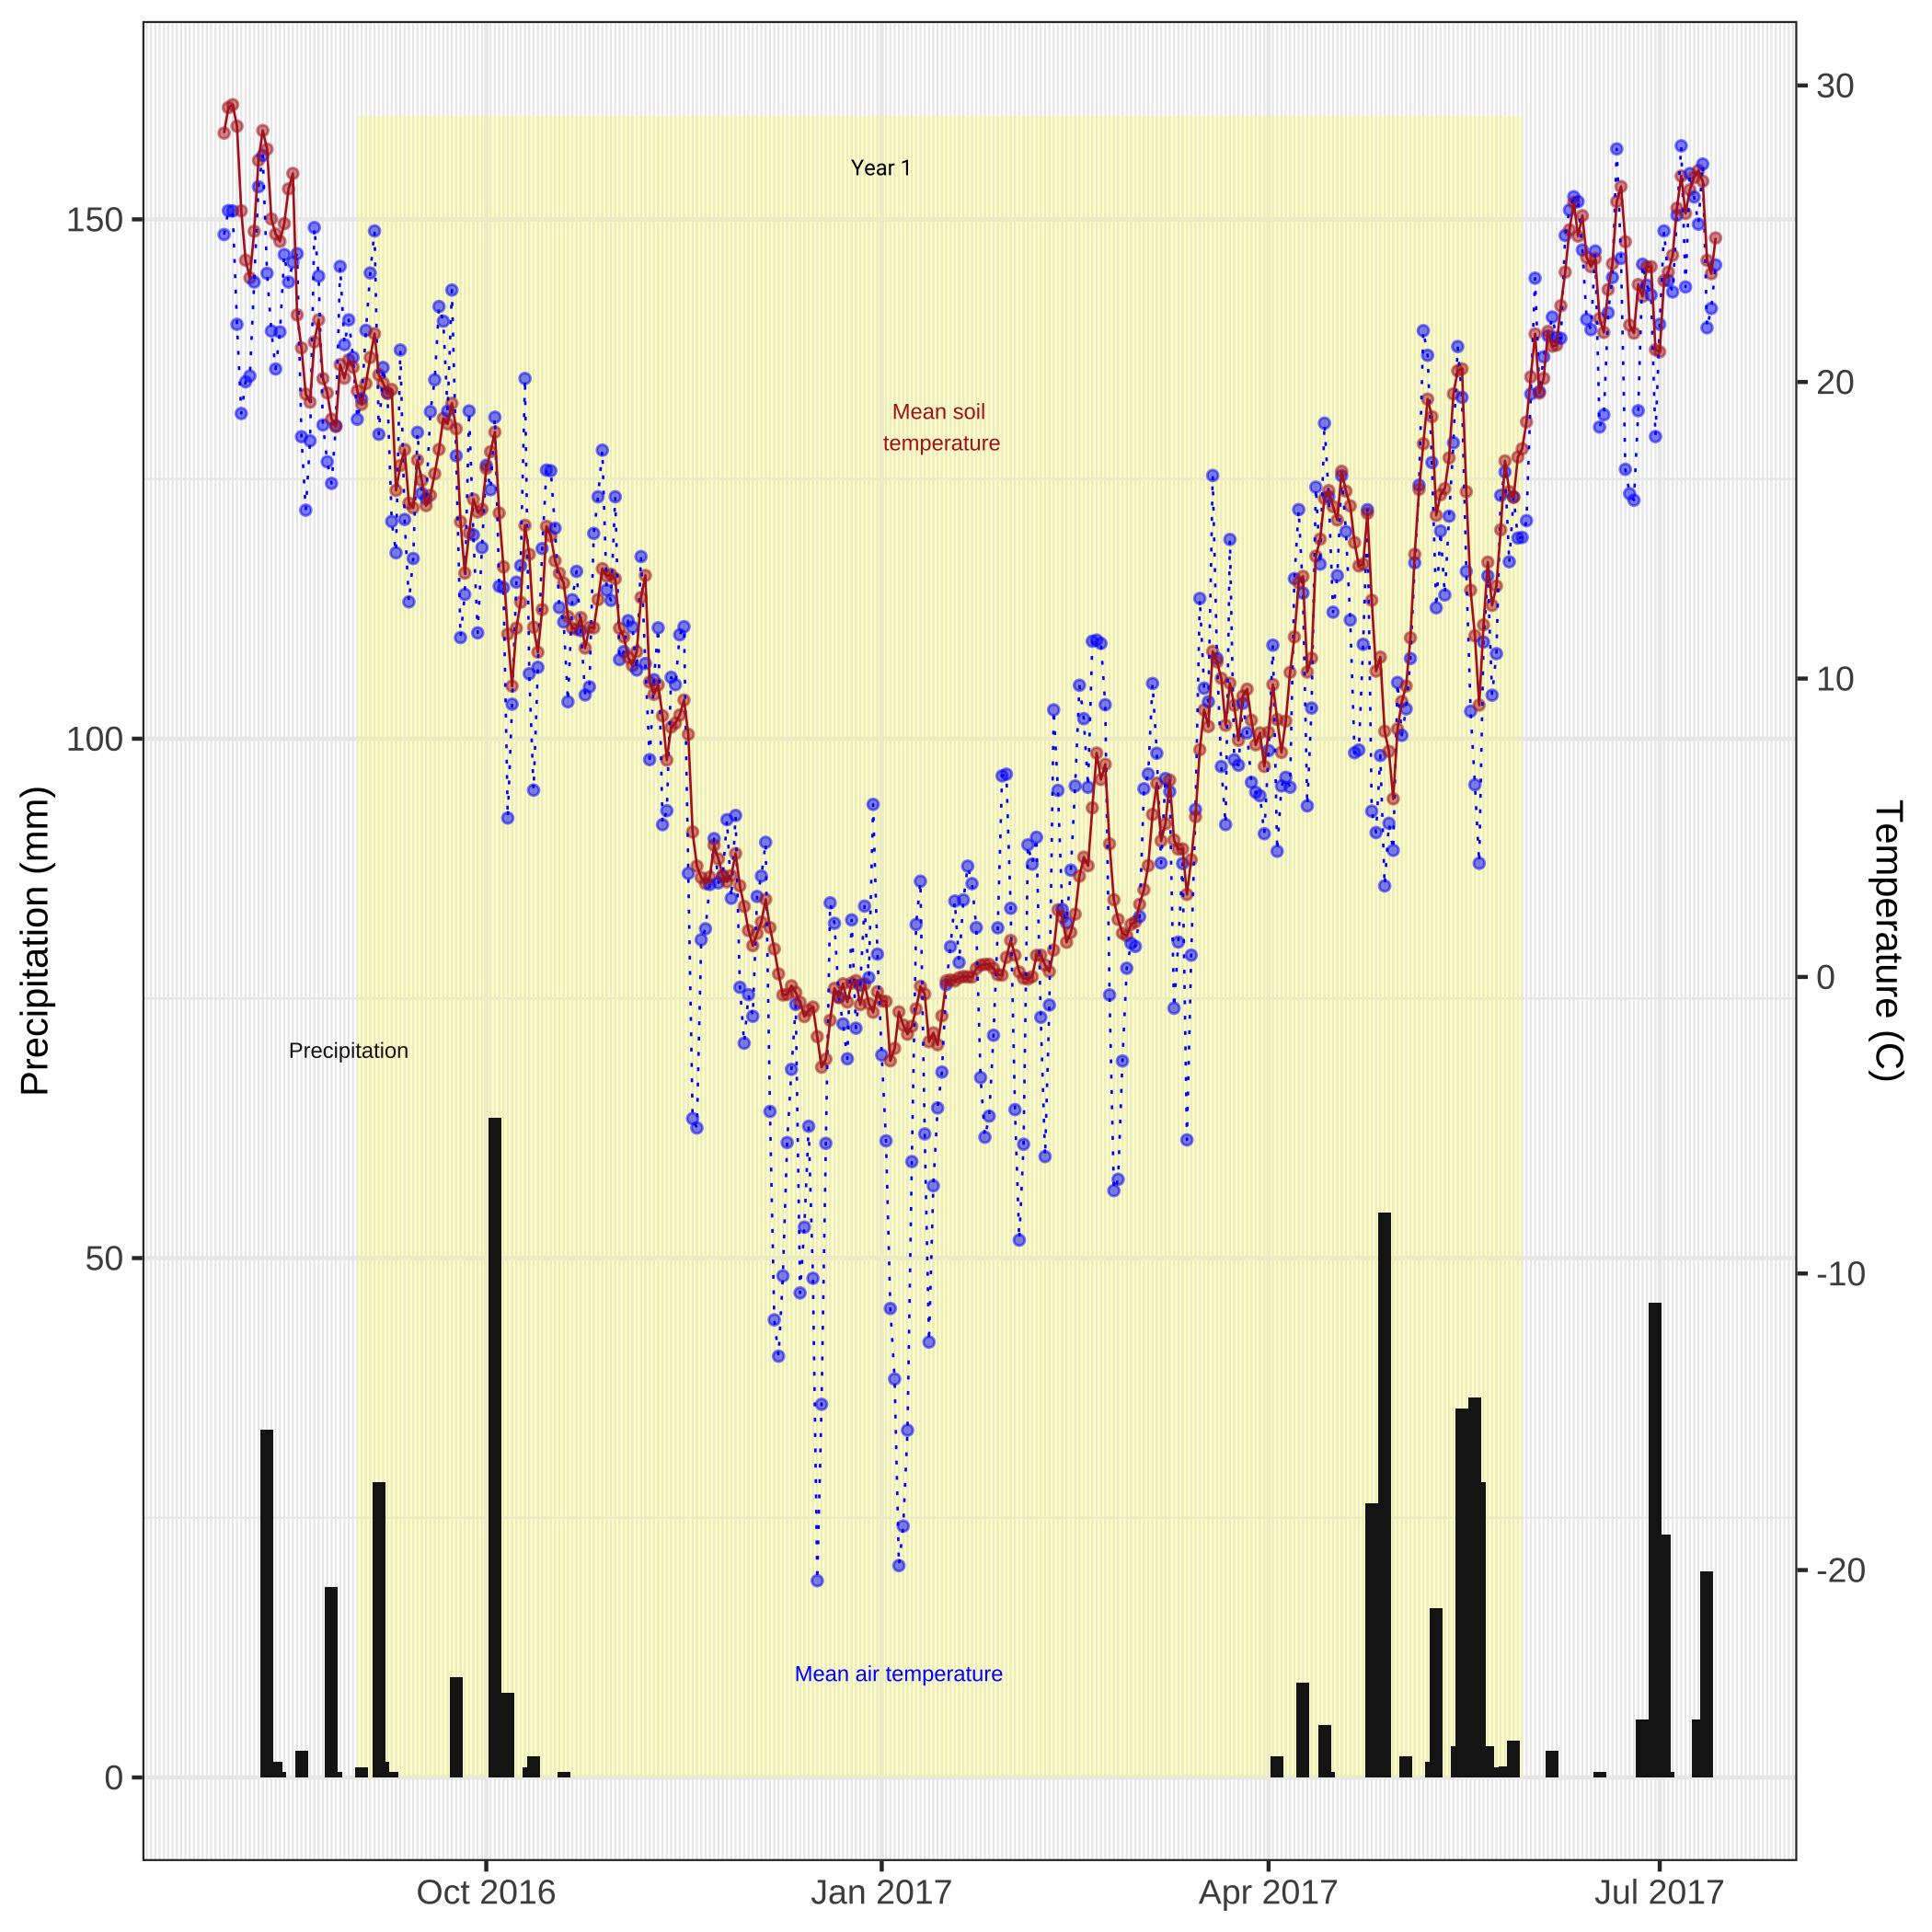 Year 1
30
150
20
Mean soil
temperature
10
100
Precipitation (mm)
Temperature (C)
0
Precipitation
50
-10
-20
Mean air temperature
0
Oct 2016
Jan 2017
Apr 2017
Jul 2017